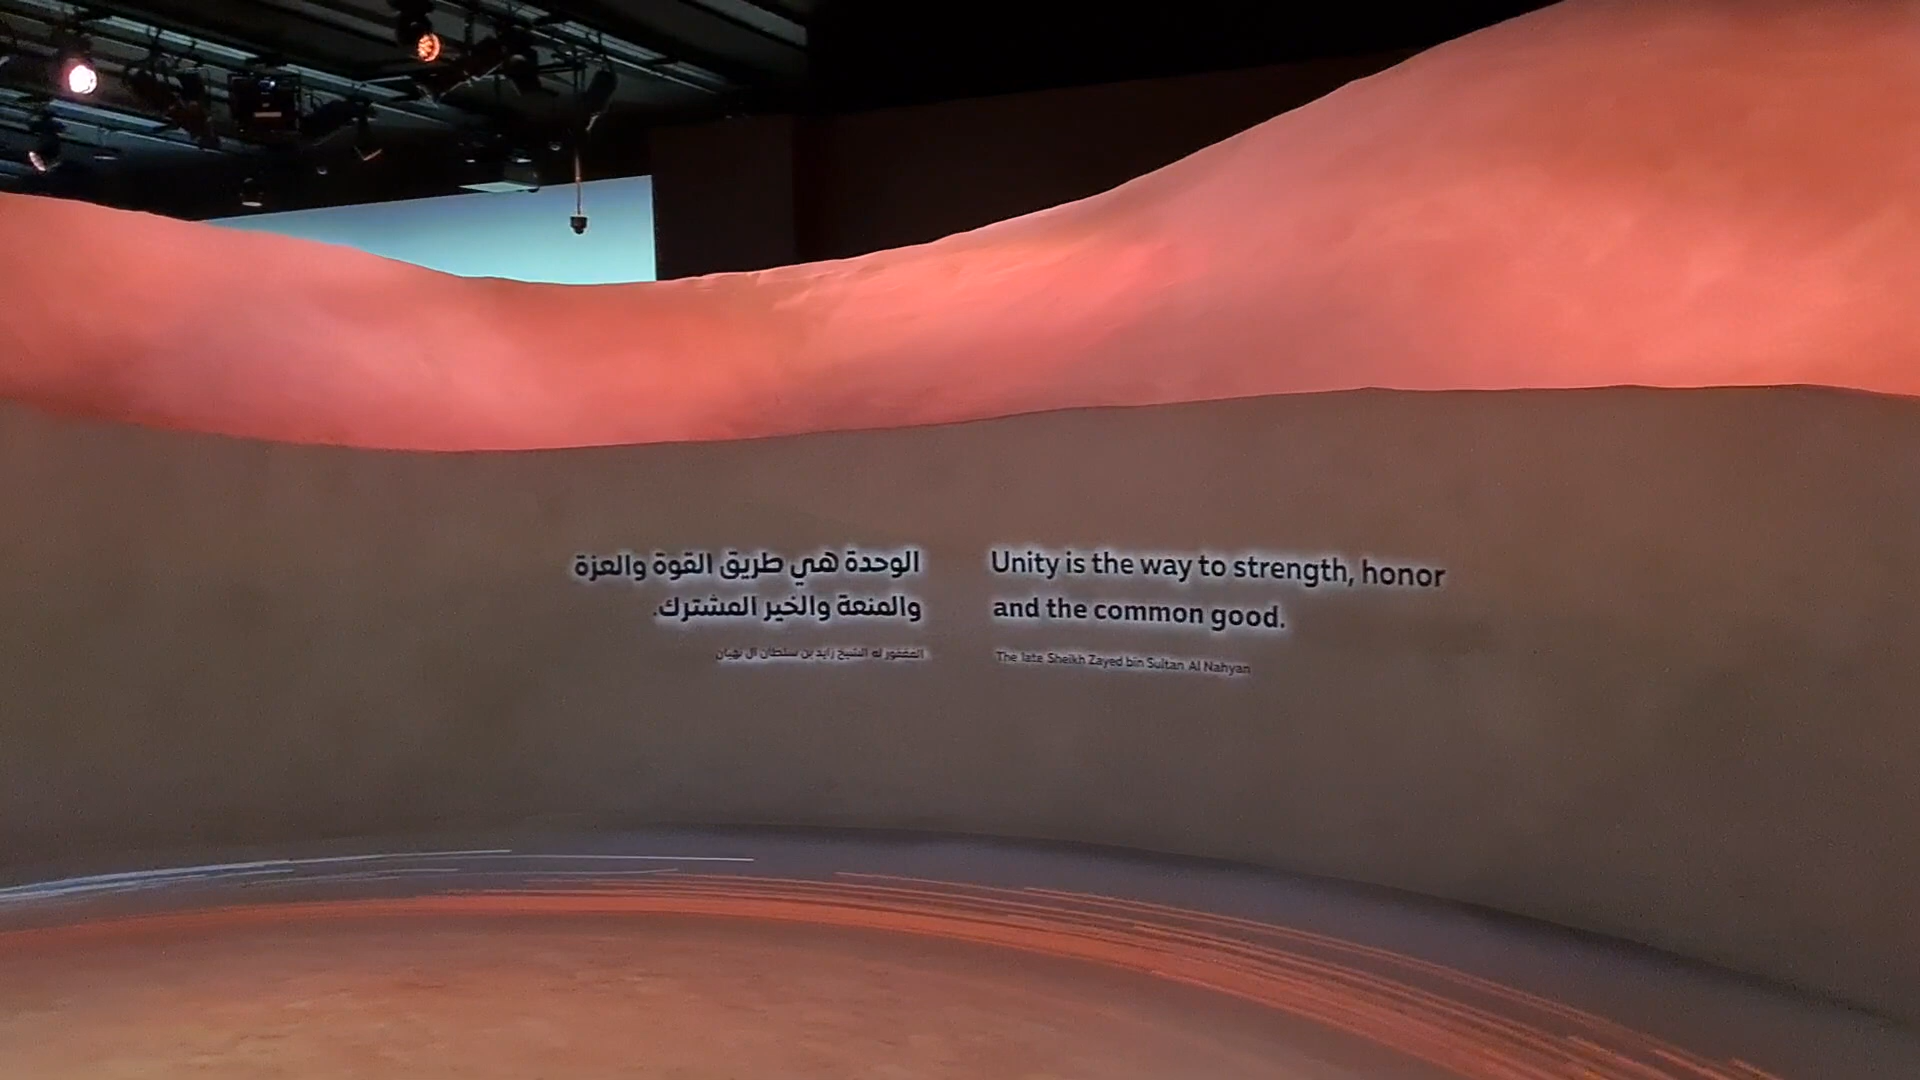 الوحدة هي طريق القوة والعزة
والمنعة والخير المشترك.
المغفور له الشيخ زايد بن سلطان آل نهيان
Unity is the way to strength, honor
and the common good.
The late Sheikh Zayed bin Sultan Al Nahyan